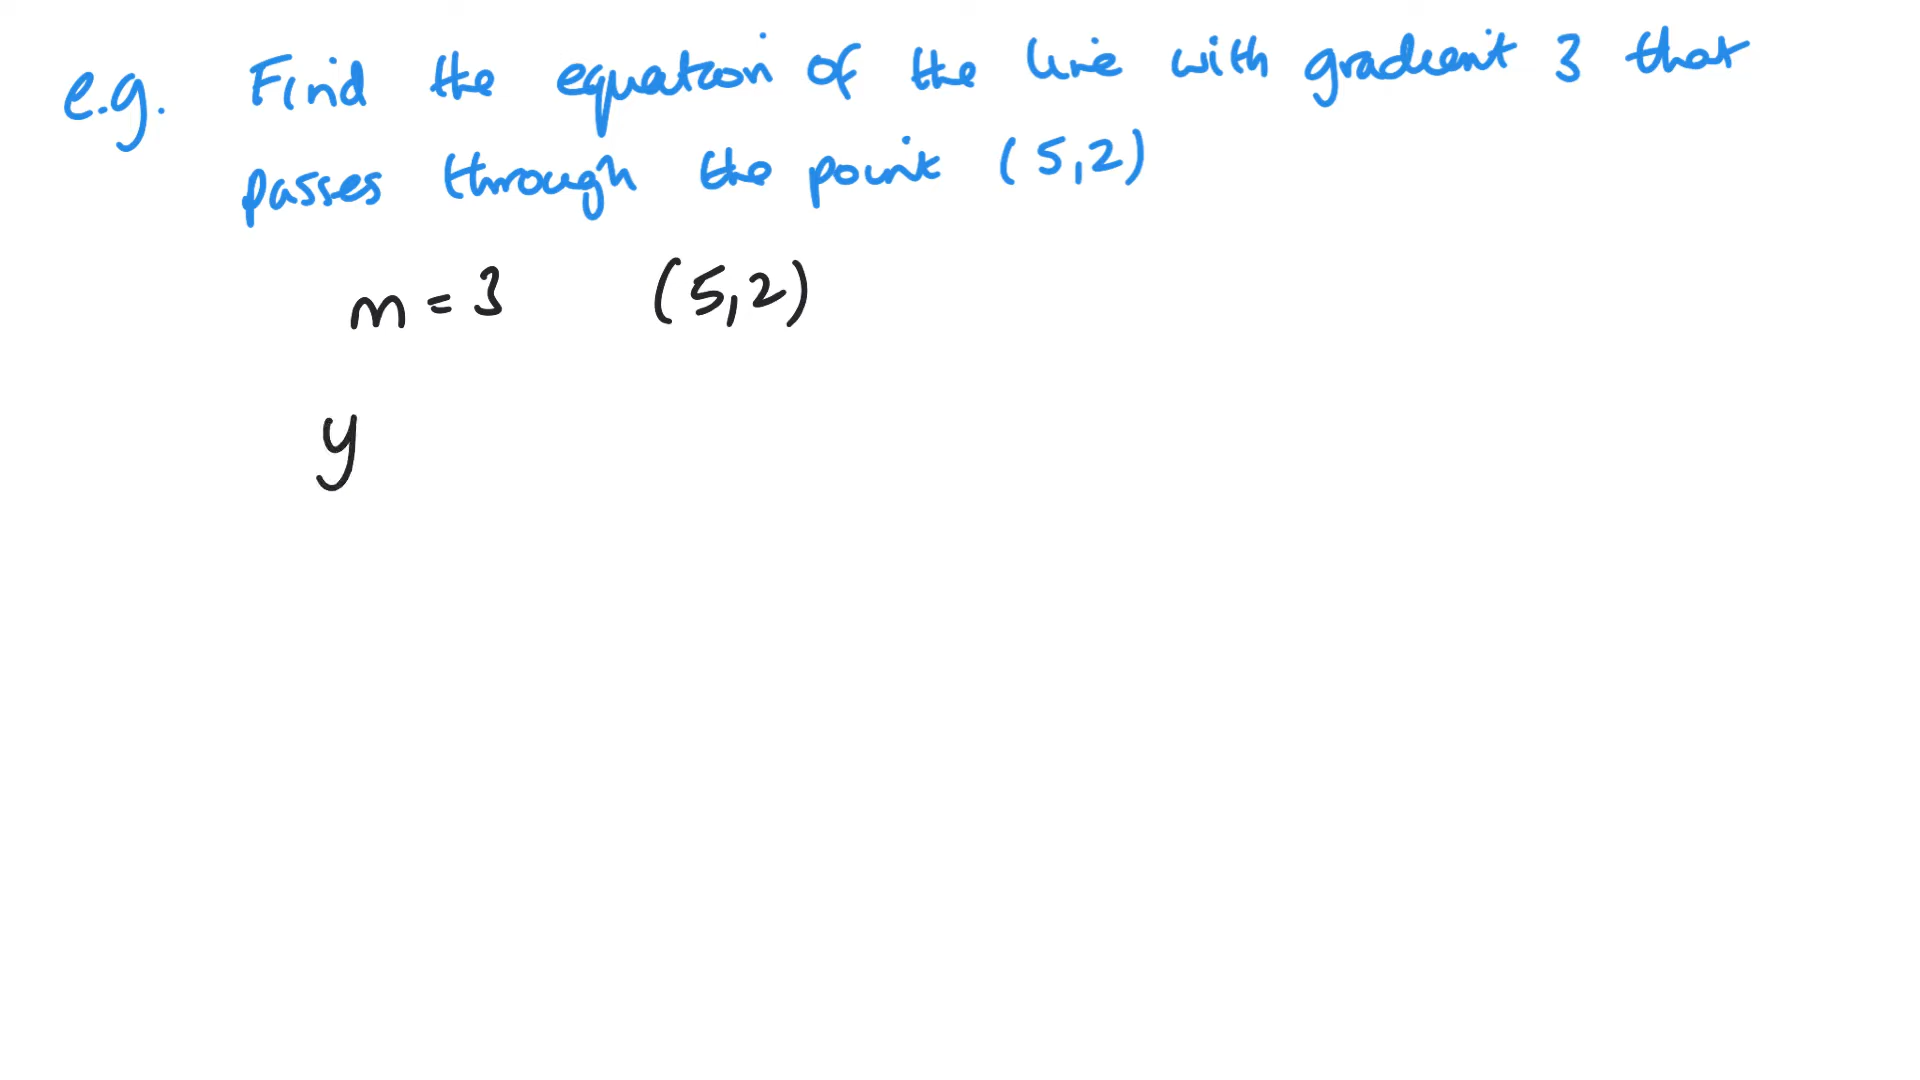 e.g. Find the equation of the line with gradient 3 that
passes through the point (5,2)
m = 3 (5,2)
y